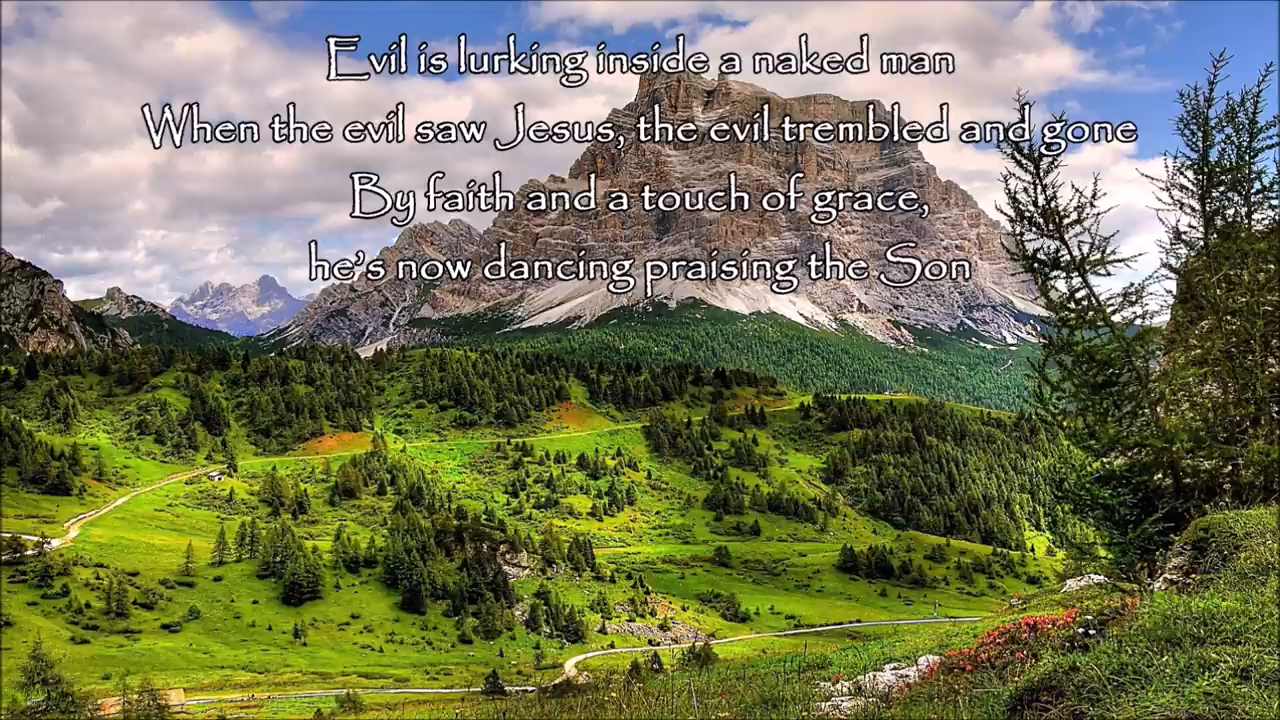 Evil is lurking inside a naked man
When the evil saw Jesus, the evil trembled and gone
By faith and a touch of grace,
he's now dancing praising the Son